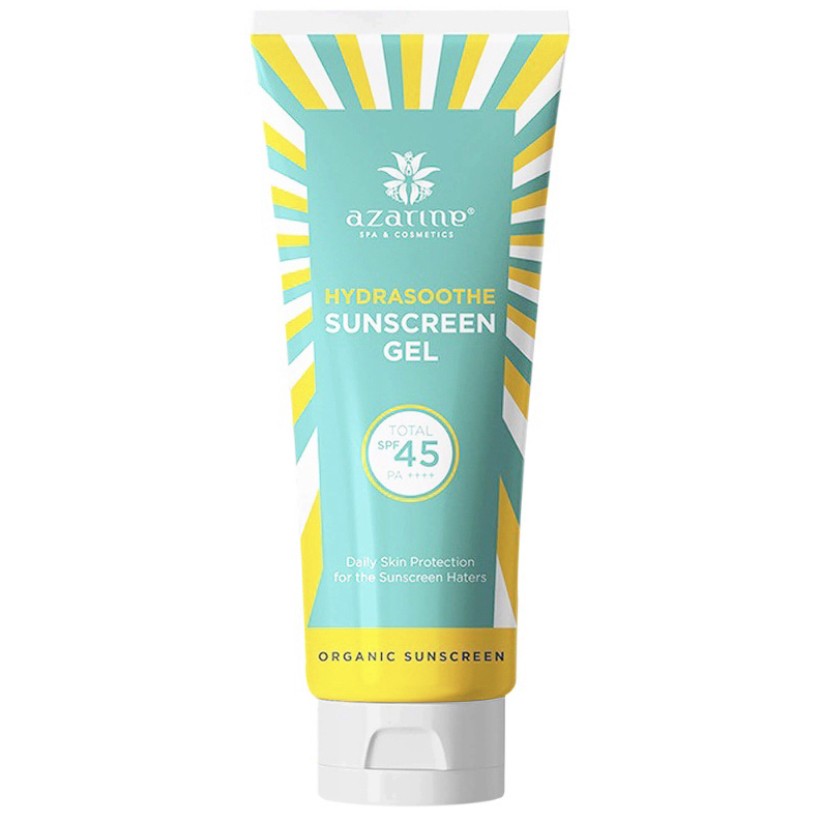 azarine®
SPA & COSMETICS
HYDRASOOTHE
SUNSCREEN
GEL
TOTAL
SPF 45
PA ++++
Daily Skin Protection
for the Sunscreen Haters
ORGANIC SUNSCREEN